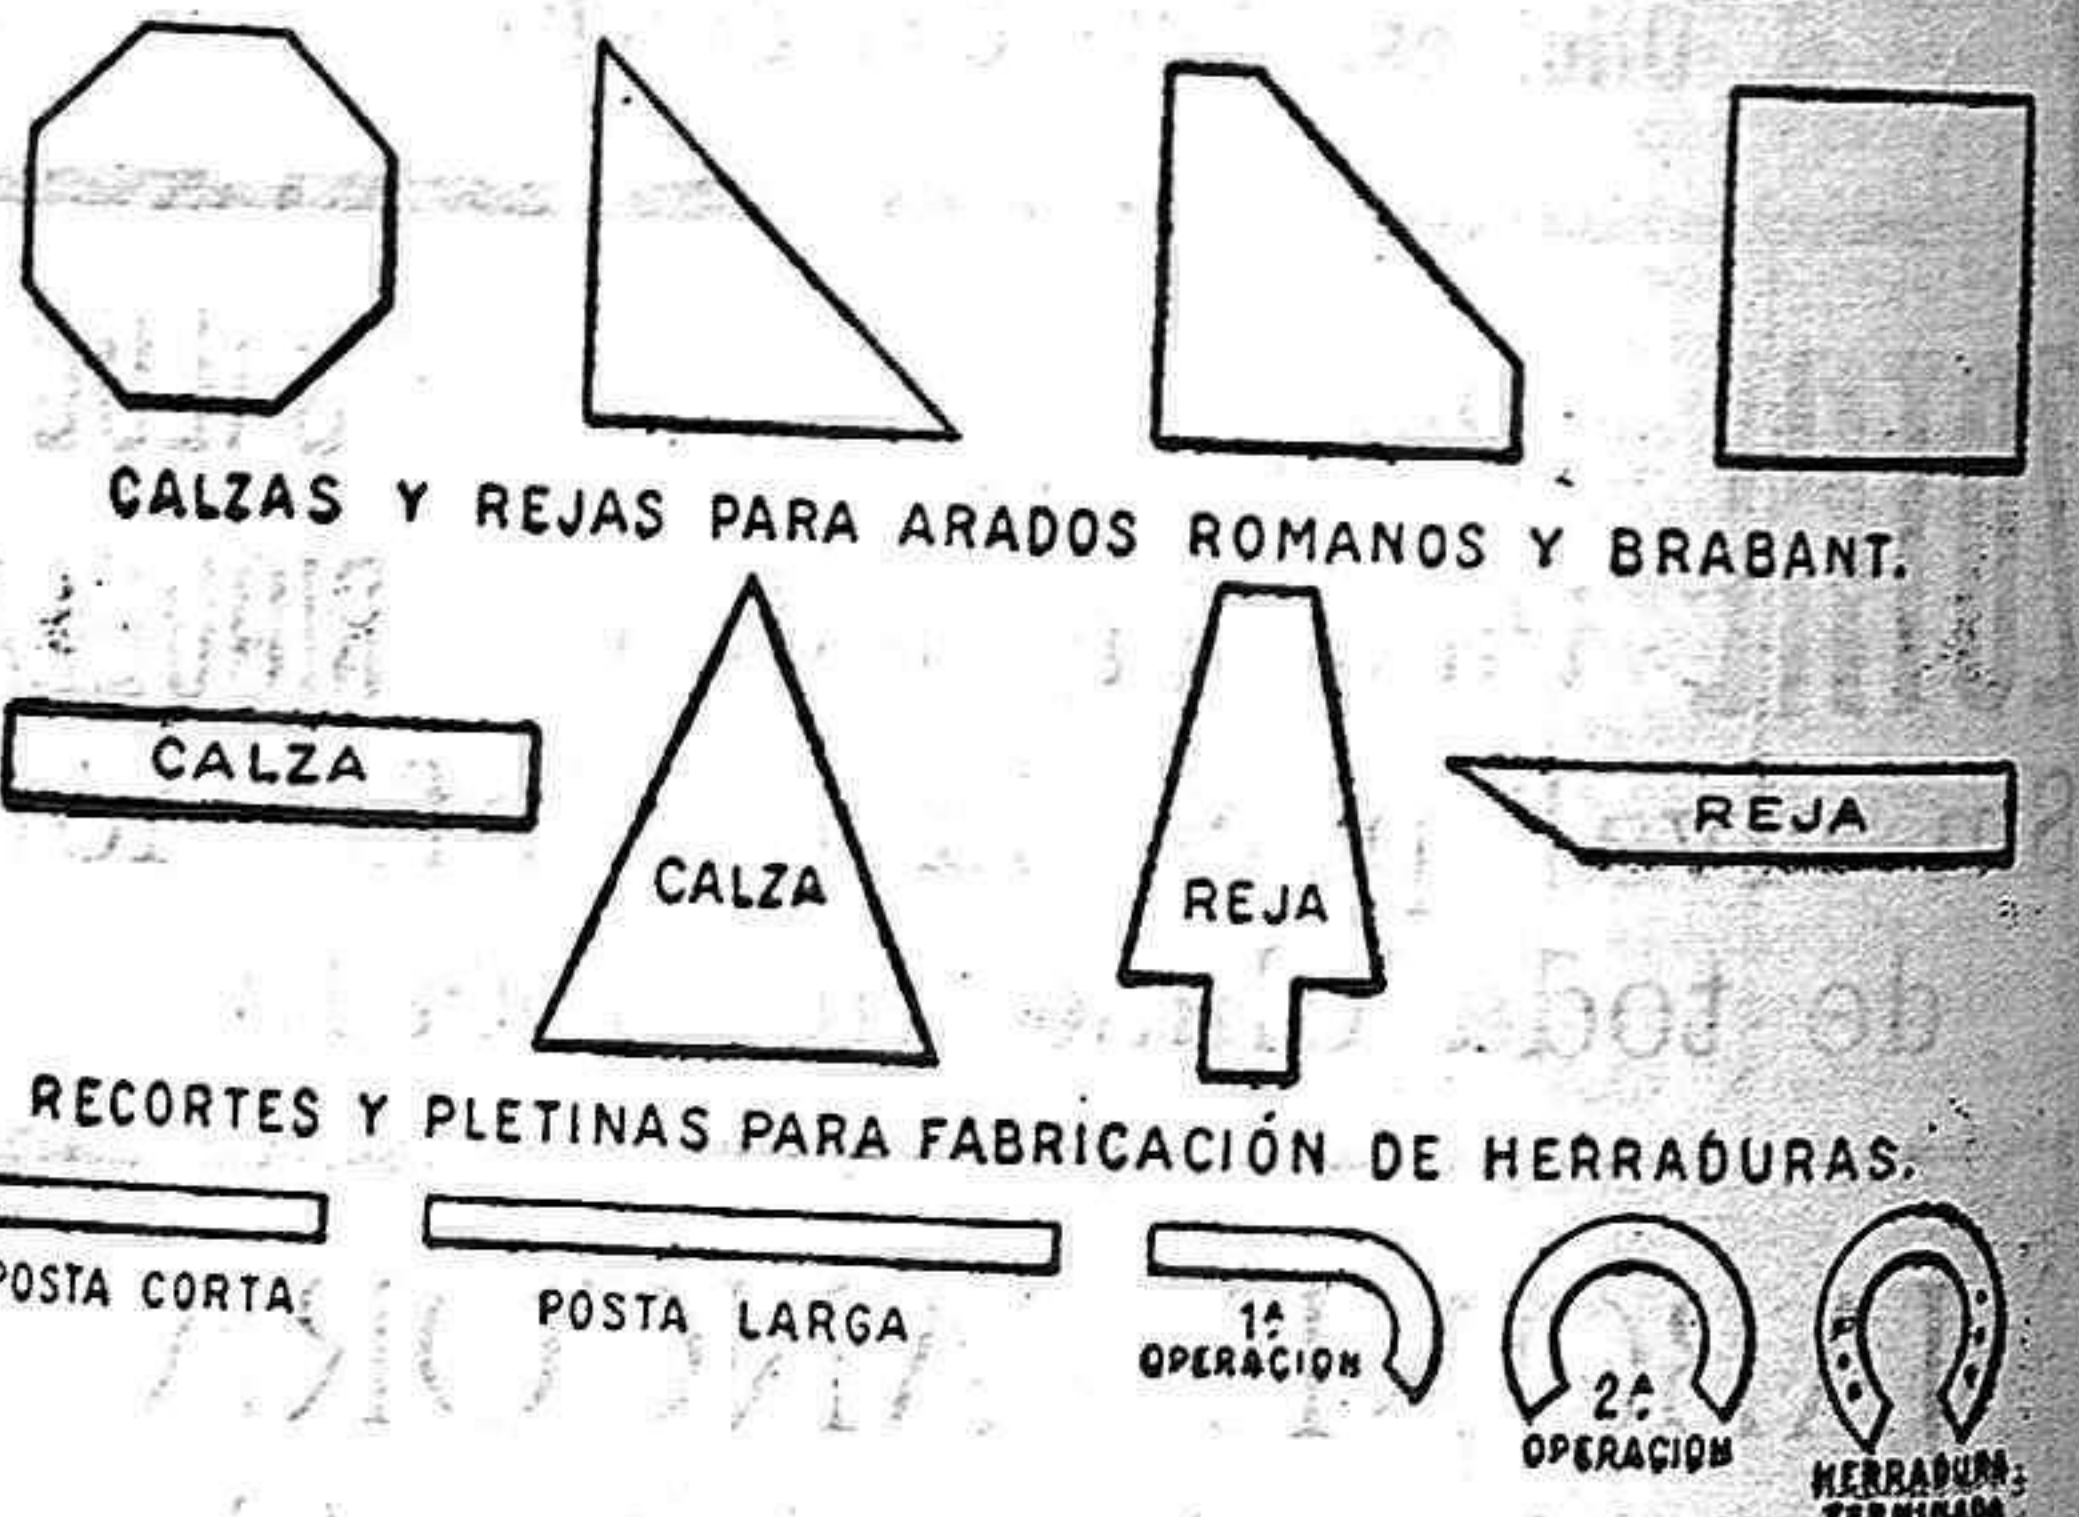 CALZAS Y REJAS PARA ARADOS ROMANOS Y BRABANT.
CALZA
CALZA
REJA
REJA
RECORTES Y PLETINAS PARA FABRICACIÓN DE HERRADURAS.
POSTA CORTA
POSTA LARGA
1ª
OPERACION
2ª
OPERACION
HERRADURA
TERMINADA